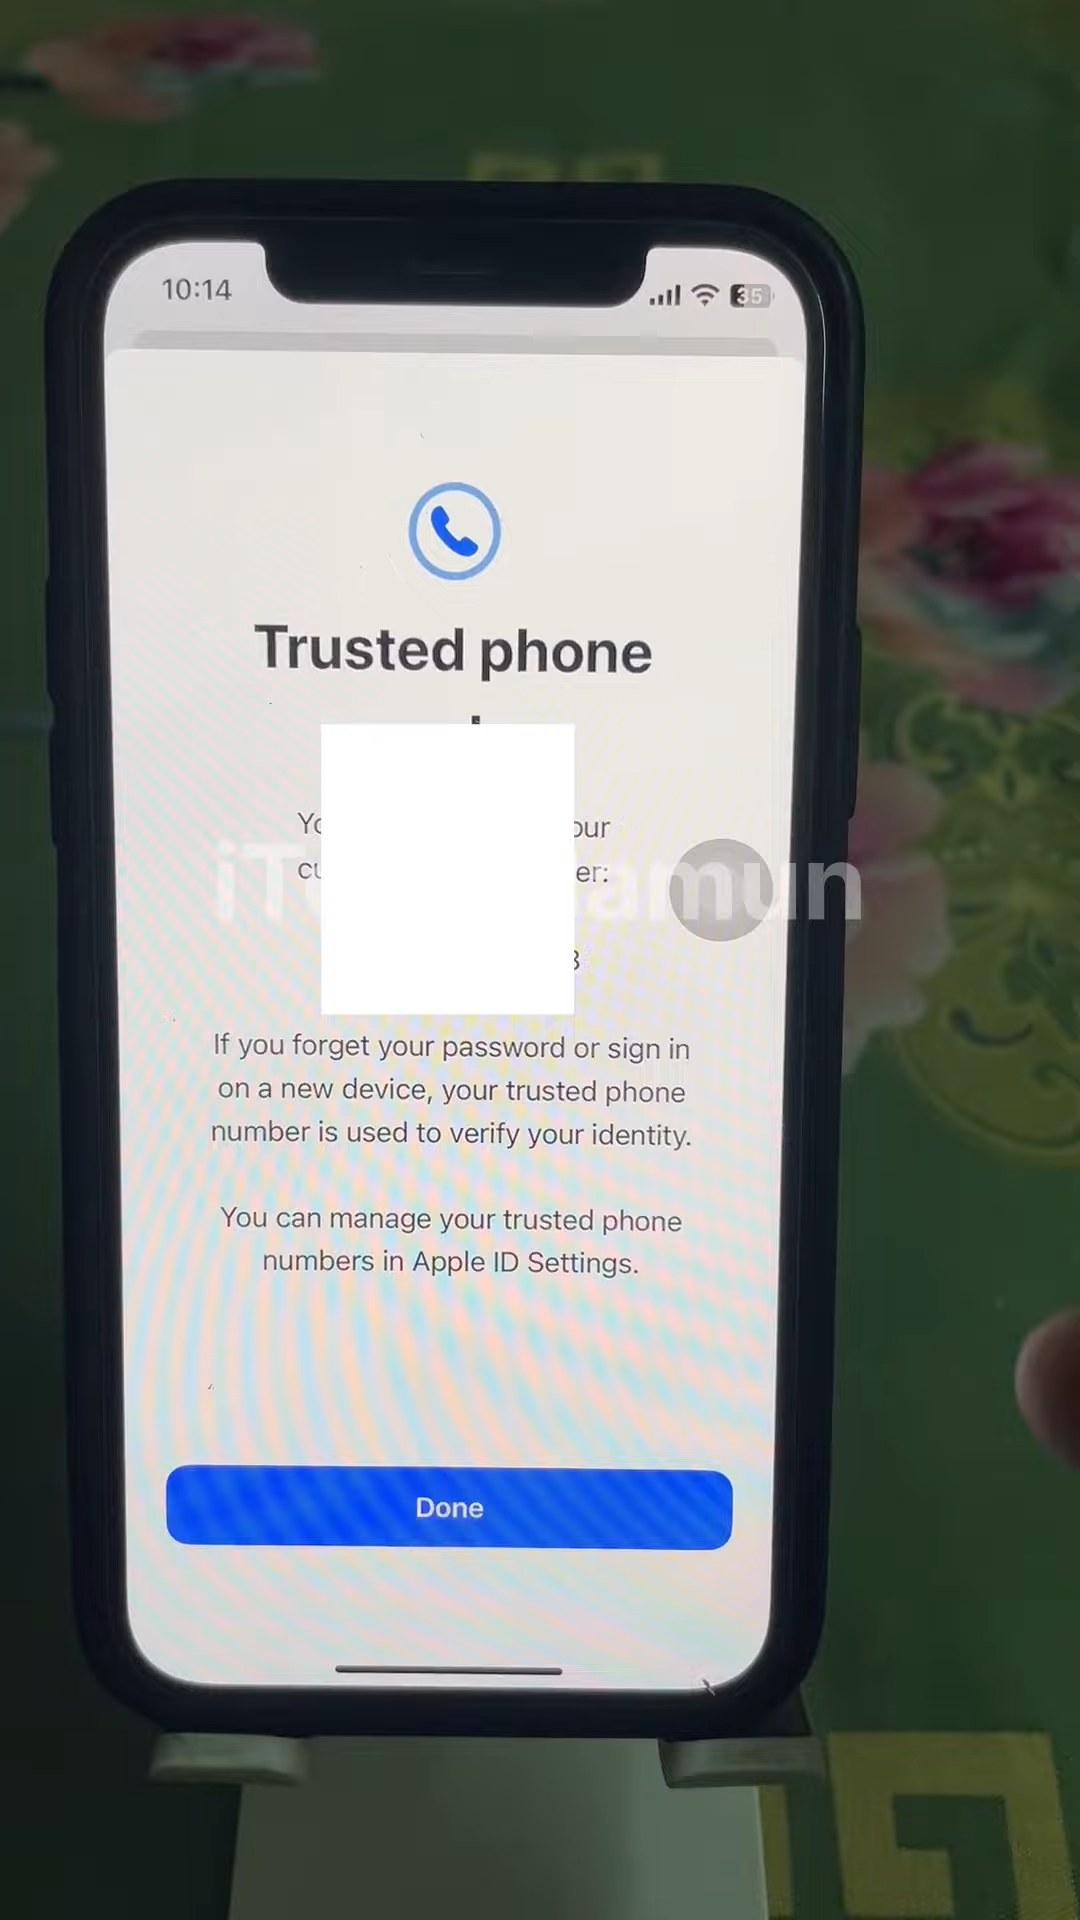 10:14
35
Trusted phone
our
er:
If you forget your password or sign in
on a new device, your trusted phone
number is used to verify your identity.
You can manage your trusted phone
numbers in Apple ID Settings.
Done